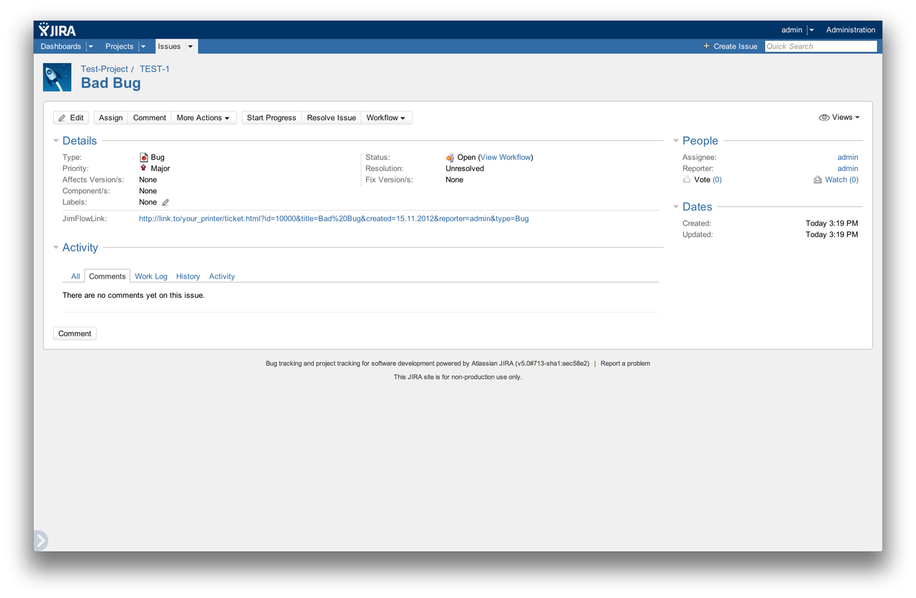 JIRA admin Administration
Dashboards Projects Issues + Create Issue Quick Search
Test-Project / TEST-1
Bad Bug
Edit Assign Comment More Actions Start Progress Resolve Issue Workflow Views
Details
Type: Bug Status: Open (View Workflow)
Priority: Major Resolution: Unresolved
Affects Version/s: None Fix Version/s: None
Component/s: None
Labels: None
JimFlowLink: http://link.to/your_printer/ticket.html?id=10000&title=Bad%20Bug&created=15.11.2012&reporter=admin&type=Bug
Activity
All Comments Work Log History Activity
There are no comments yet on this issue.
Comment
People
Assignee: admin
Reporter: admin
Vote (0) Watch (0)
Dates
Created: Today 3:19 PM
Updated: Today 3:19 PM
Bug tracking and project tracking for software development powered by Atlassian JIRA (v5.0#713-sha1:aec58e2) | Report a problem
This JIRA site is for non-production use only.